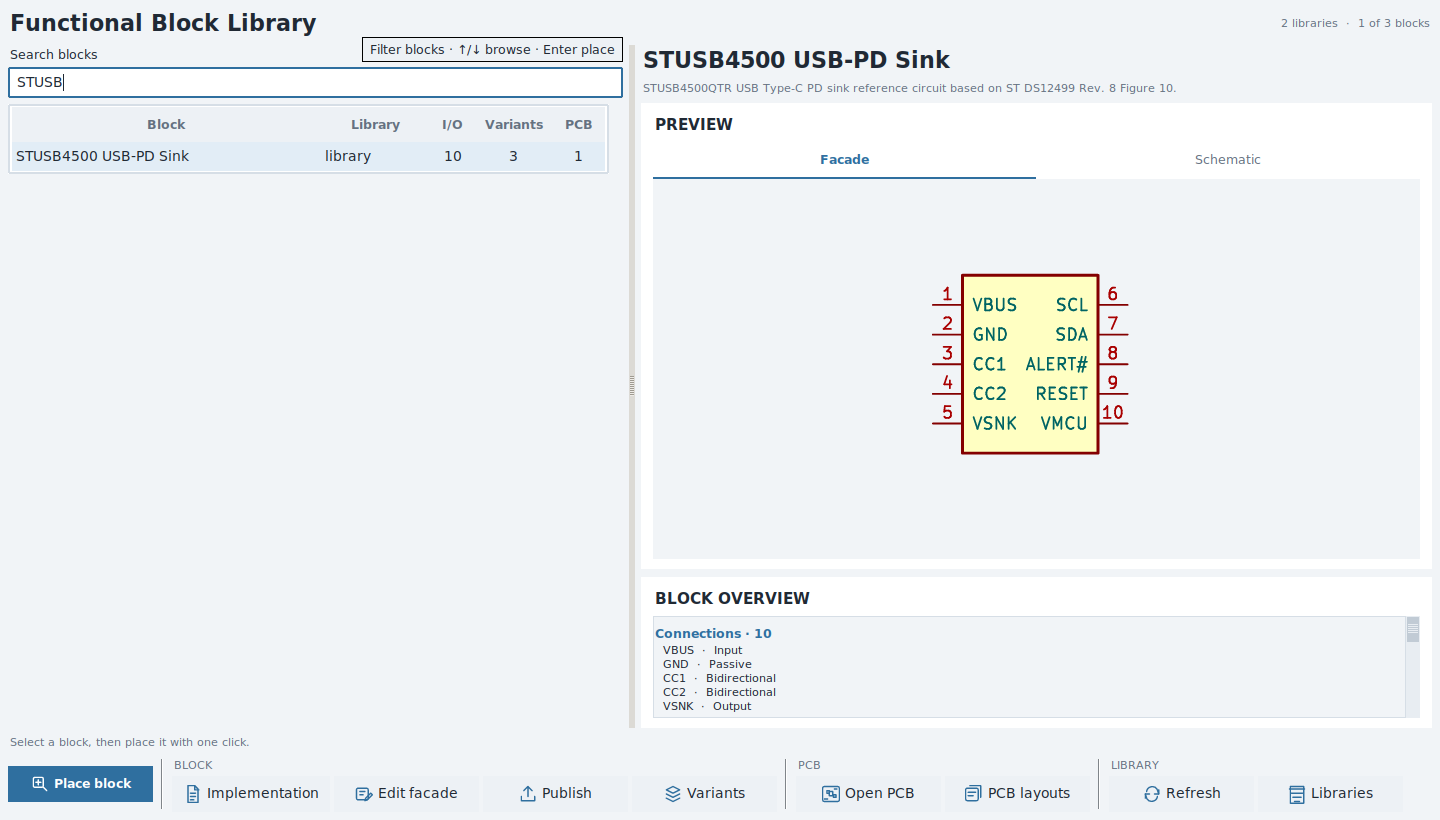 Functional Block Library
2 libraries · 1 of 3 blocks
Search blocks
Filter blocks · ↑/↓ browse · Enter place
STUSB
Block Library I/O Variants PCB
STUSB4500 USB-PD Sink library 10 3 1
STUSB4500 USB-PD Sink
STUSB4500QTR USB Type-C PD sink reference circuit based on ST DS12499 Rev. 8 Figure 10.
PREVIEW
Facade Schematic
1 VBUS SCL 6
2 GND SDA 7
3 CC1 ALERT# 8
4 CC2 RESET 9
5 VSNK VMCU 10
BLOCK OVERVIEW
Connections · 10
VBUS · Input
GND · Passive
CC1 · Bidirectional
CC2 · Bidirectional
VSNK · Output
Select a block, then place it with one click.
Place block
BLOCK
Implementation Edit facade Publish Variants
PCB
Open PCB PCB layouts
LIBRARY
Refresh Libraries